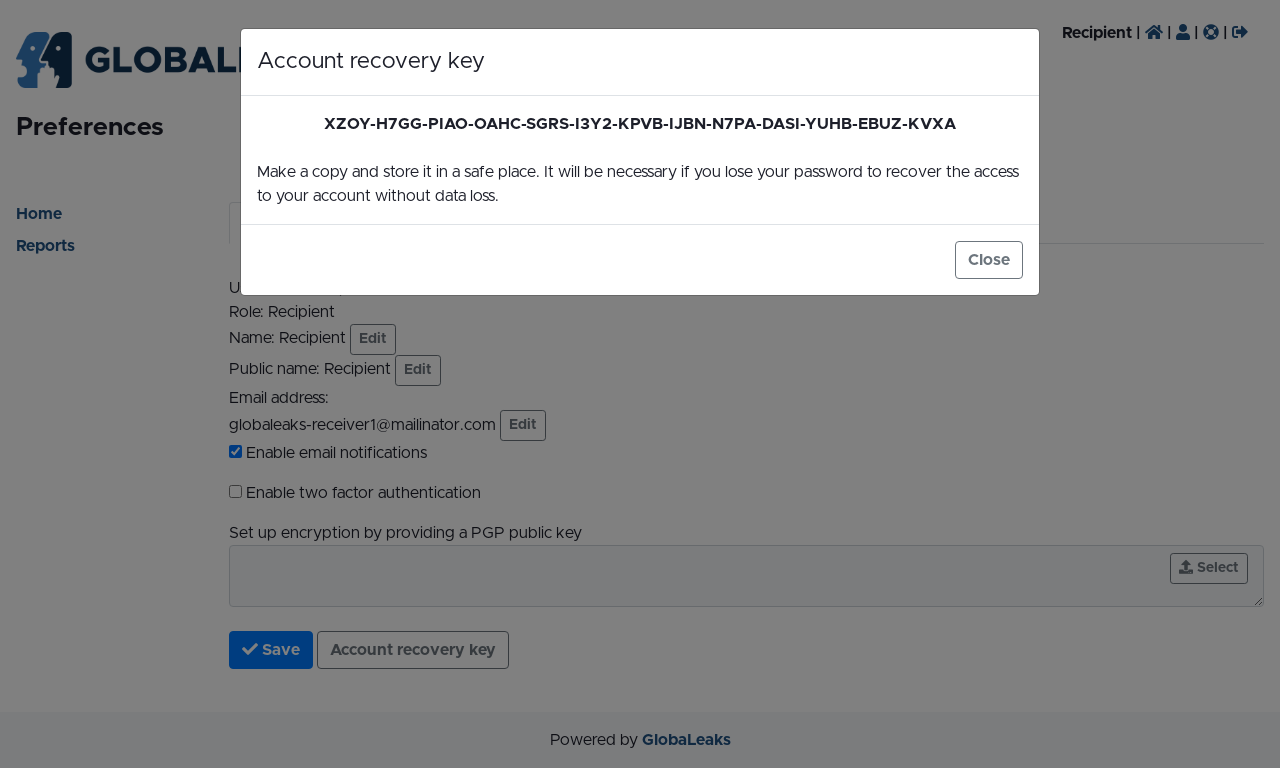 GLOBAL
Recipient | | | |
Account recovery key
XZOY-H7GG-PIAO-OAHC-SGRS-I3Y2-KPVB-IJBN-N7PA-DASI-YUHB-EBUZ-KVXA
Make a copy and store it in a safe place. It will be necessary if you lose your password to recover the access
to your account without data loss.
Close
Preferences
Home
Reports
Role: Recipient
Name: Recipient Edit
Public name: Recipient Edit
Email address:
globaleaks-receiver1@mailinator.com Edit
Enable email notifications
Enable two factor authentication
Set up encryption by providing a PGP public key
Select
Save Account recovery key
Powered by GlobaLeaks